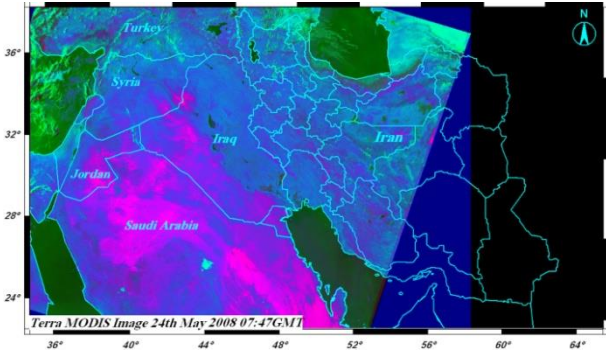 N
Turkey
36°
Syria
32°
Iraq
Iran
Jordan
28°
Saudi Arabia
24°
Terra MODIS Image 24th May 2008 07:47GMT
36° 40° 44° 48° 52° 56° 60° 64°